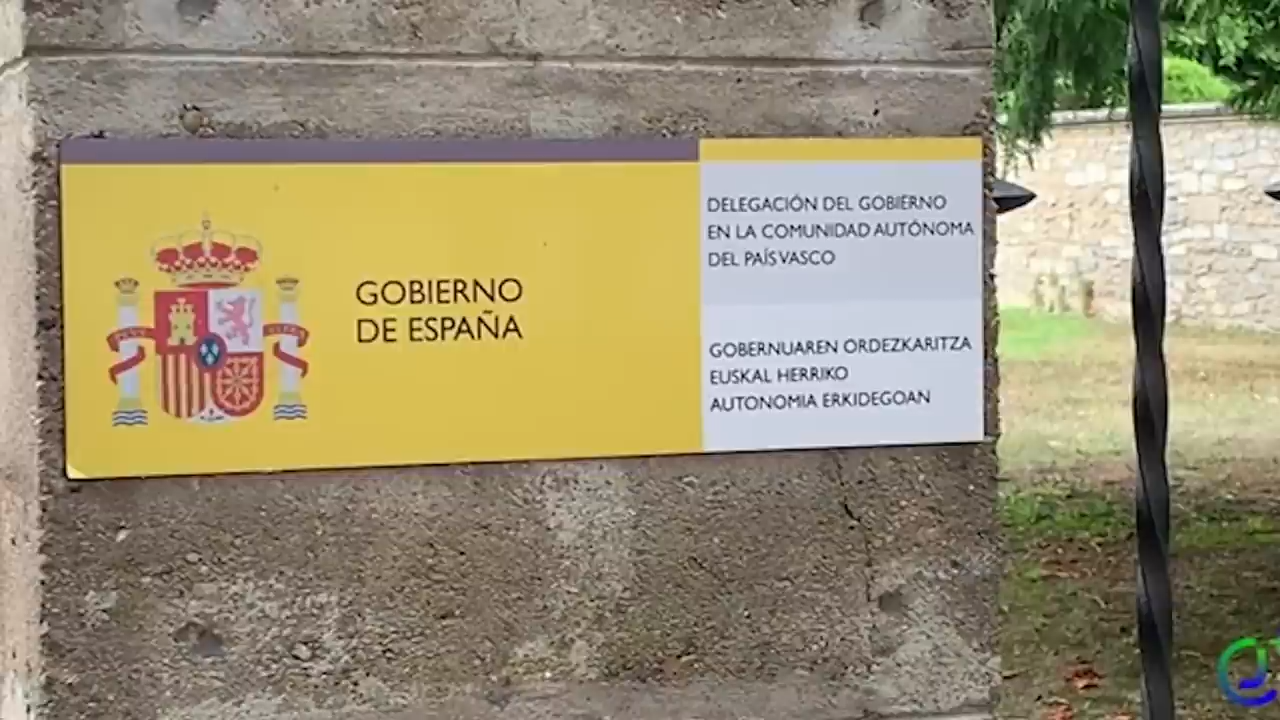 GOBIERNO
DE ESPAÑA
DELEGACIÓN DEL GOBIERNO
EN LA COMUNIDAD AUTÓNOMA
DEL PAÍS VASCO
GOBERNUAREN ORDEZKARITZA
EUSKAL HERRIKO
AUTONOMIA ERKIDEGOAN